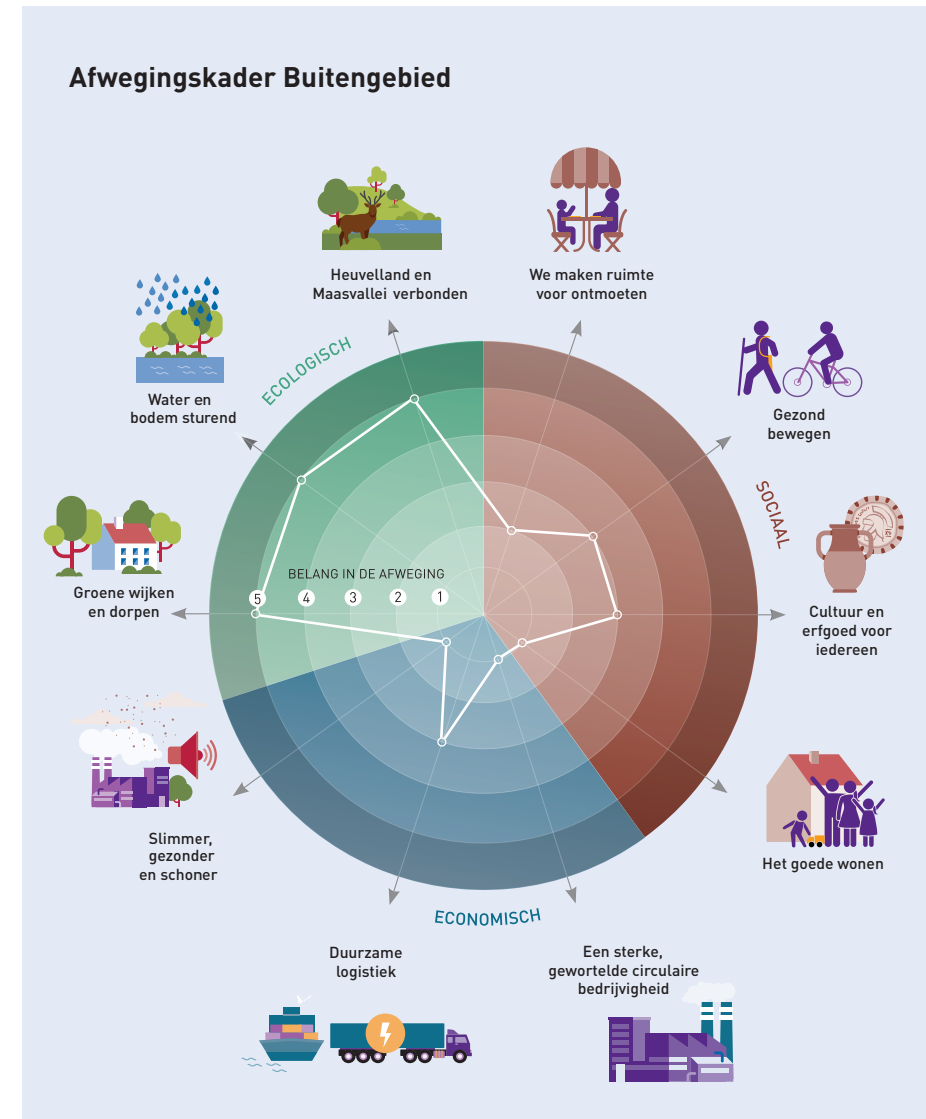 Afwegingskader Buitengebied
Heuvelland en
Maasvallei verbonden
We maken ruimte
voor ontmoeten
Water en
bodem sturend
ECOLOGISCH
Gezond
bewegen
SOCIAAL
Groene wijken
en dorpen
BELANG IN DE AFWEGING
5 4 3 2 1
Cultuur en
erfgoed voor
iedereen
Slimmer,
gezonder
en schoner
Het goede wonen
ECONOMISCH
Duurzame
logistiek
Een sterke,
gewortelde circulaire
bedrijvigheid